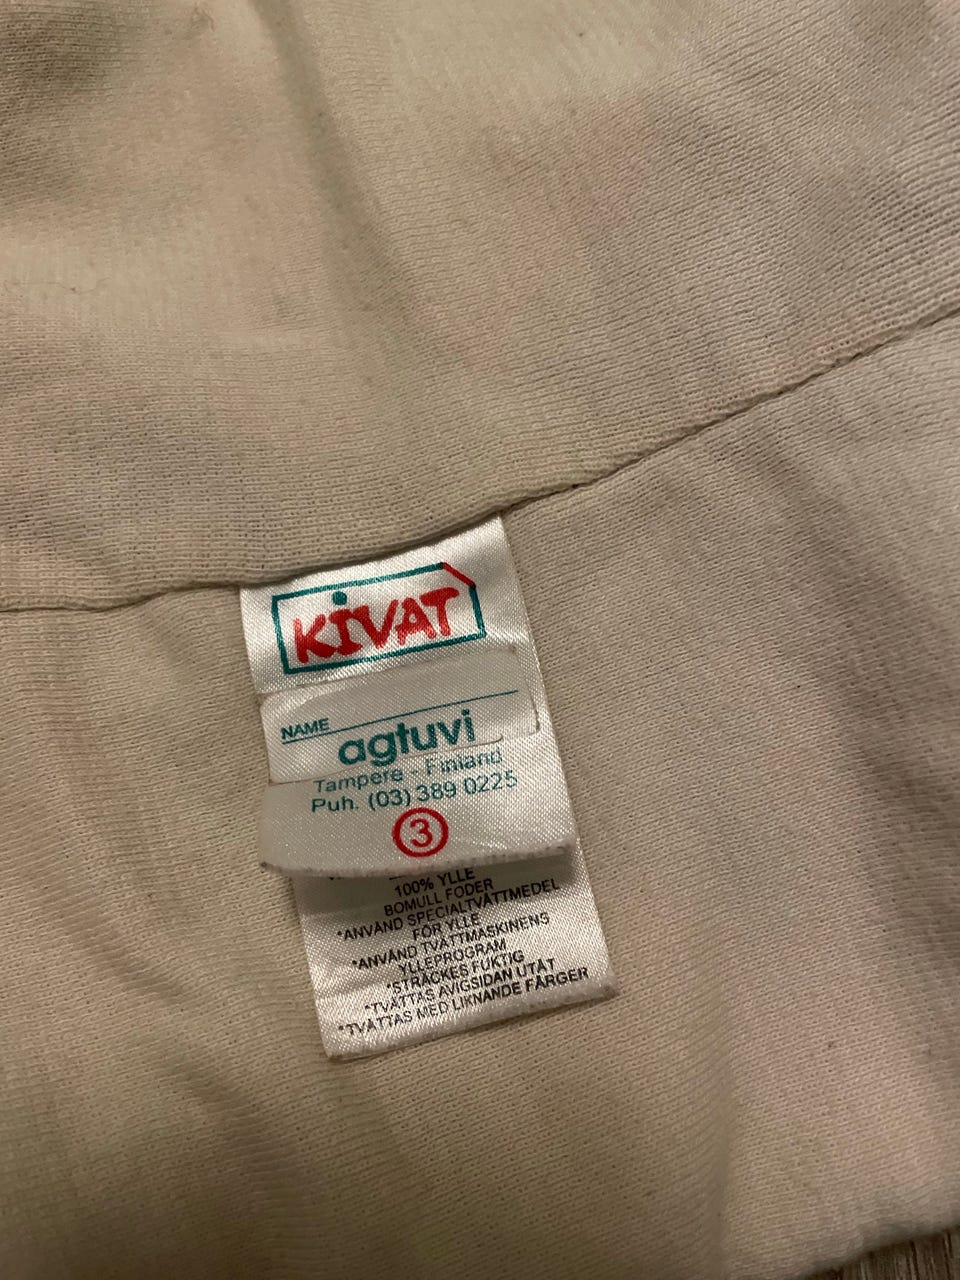 KiVAT
NAME
agtuvi
Tampere - Finland
Puh. (03) 389 0225
3
100% YLLE
BOMULL FODER
*ANVÄND SPECIALTVÄTTMEDEL
FÖR YLLE
*ANVÄND TVÄTTMASKINENS
YLLEPROGRAM
*STRÄCKES FUKTIG
*TVÄTTAS AVIGSIDAN UTÅT
*TVÄTTAS MED LIKNANDE FÄRGER